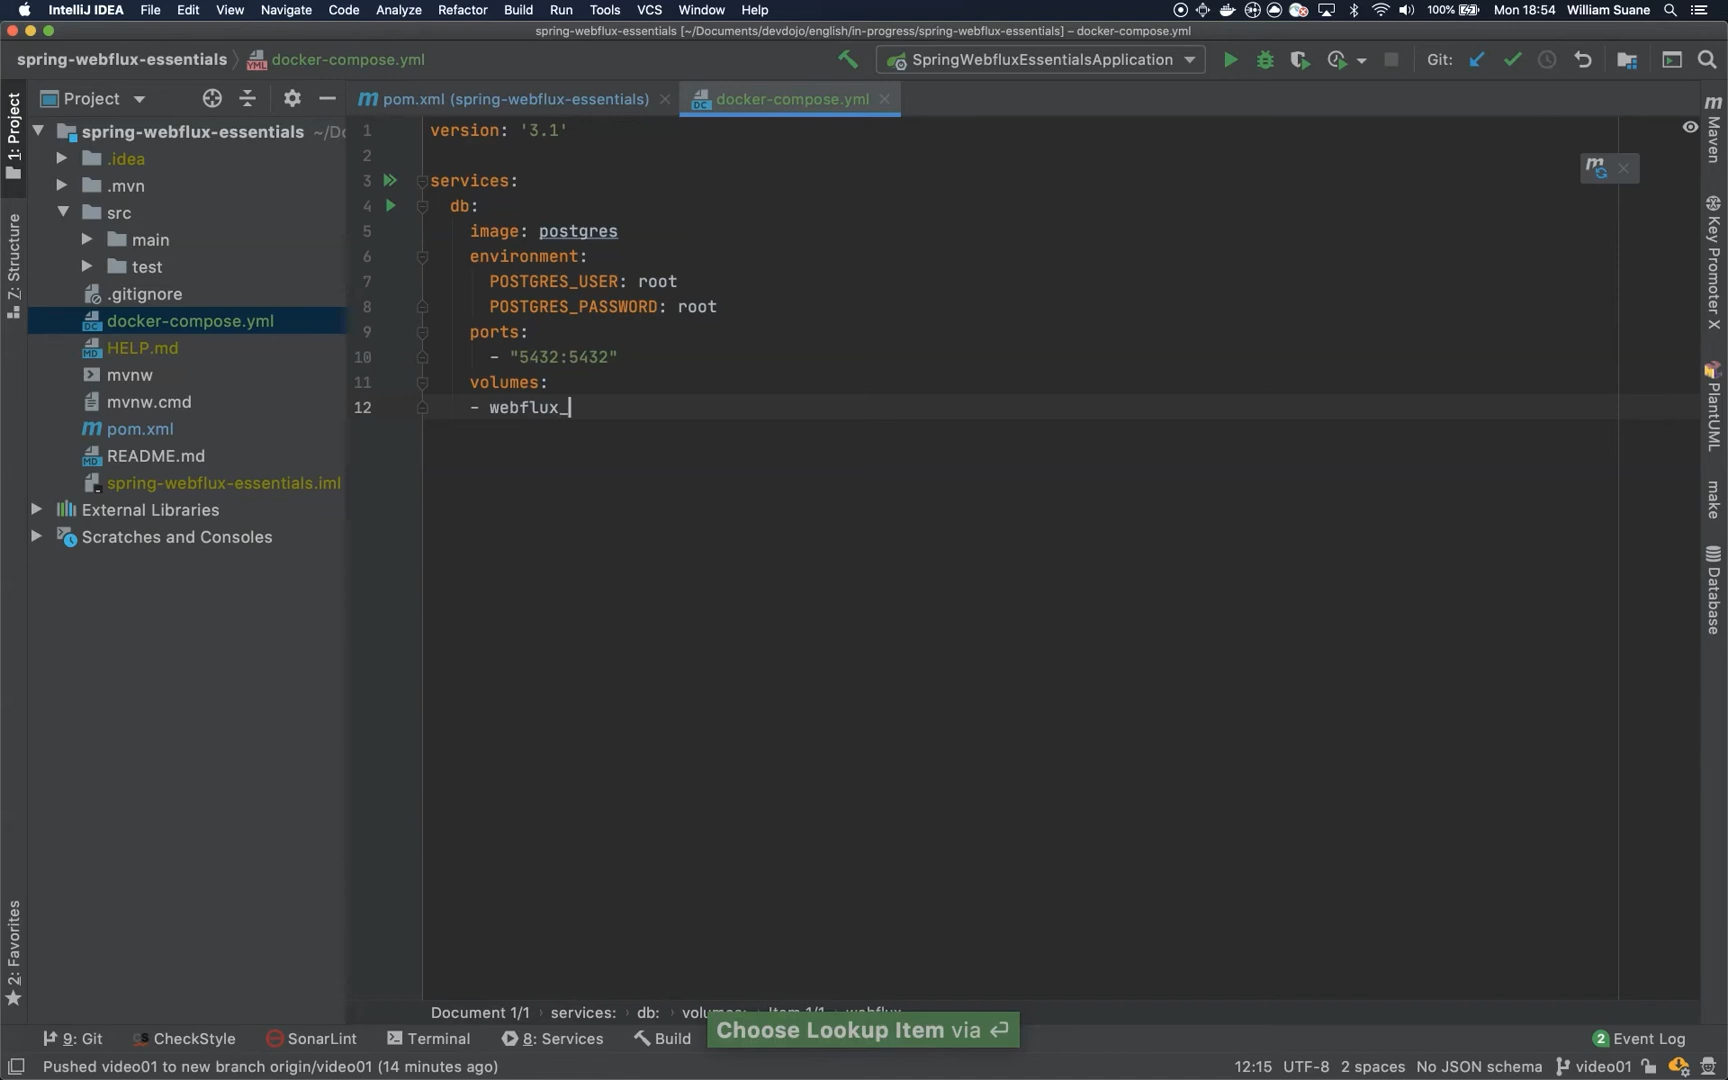 IntelliJ IDEA File Edit View Navigate Code Analyze Refactor Build Run Tools VCS Window Help 100% Mon 18:54 William Suane
spring-webflux-essentials [~/Documents/devdojo/english/in-progress/spring-webflux-essentials] – docker-compose.yml
spring-webflux-essentials docker-compose.yml SpringWebfluxEssentialsApplication Git:
Project pom.xml (spring-webflux-essentials) docker-compose.yml
1: Project
7: Structure
2: Favorites
spring-webflux-essentials ~/Do
.idea
.mvn
src
main
test
.gitignore
docker-compose.yml
HELP.md
mvnw
mvnw.cmd
pom.xml
README.md
spring-webflux-essentials.iml
External Libraries
Scratches and Consoles
1 version: '3.1'
2
3 services:
4 db:
5 image: postgres
6 environment:
7 POSTGRES_USER: root
8 POSTGRES_PASSWORD: root
9 ports:
10 - "5432:5432"
11 volumes:
12 - webflux_
Maven
Key Promoter X
PlantUML
make
Database
Document 1/1 services: db: volumes: Item 1/1 webflux_
Choose Lookup Item via ↵
9: Git CheckStyle SonarLint Terminal 8: Services Build 2 Event Log
Pushed video01 to new branch origin/video01 (14 minutes ago) 12:15 UTF-8 2 spaces No JSON schema video01